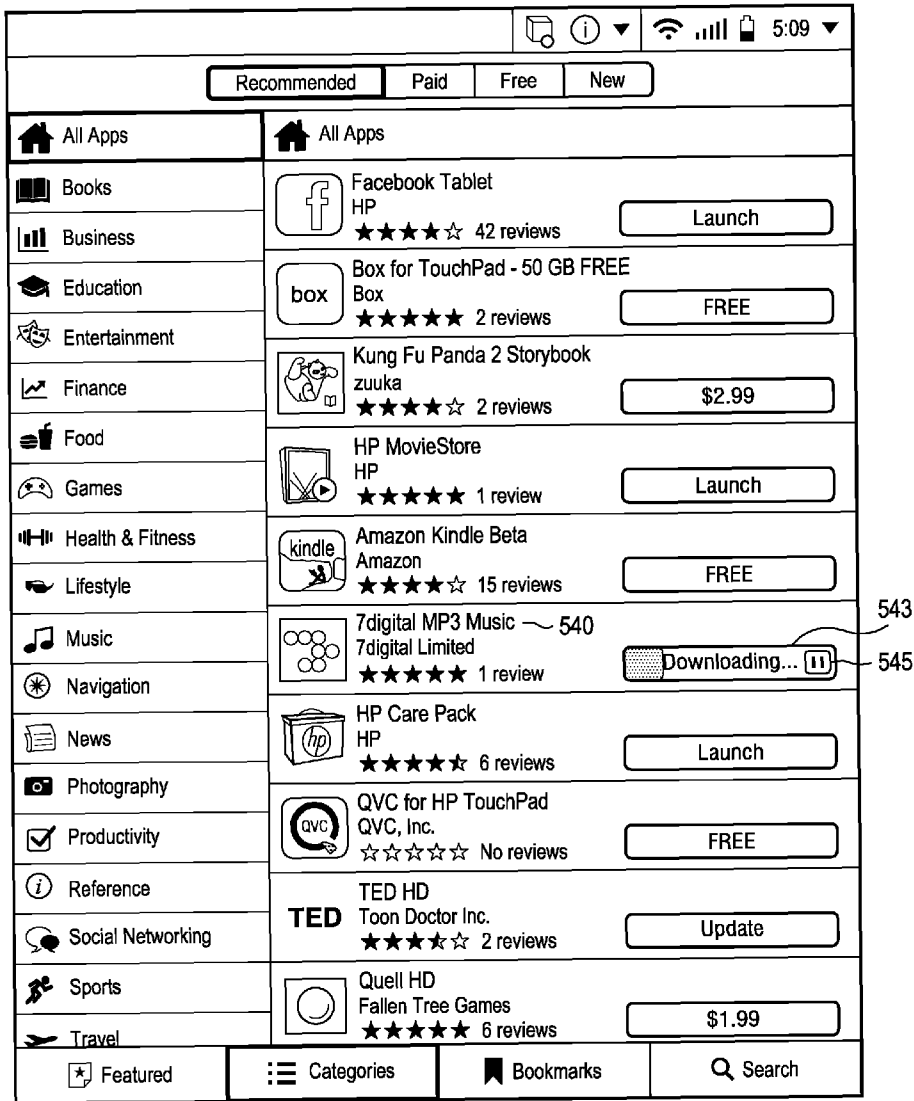 5:09
Recommended Paid Free New
All Apps
Books
Business
Education
Entertainment
Finance
Food
Games
Health & Fitness
Lifestyle
Music
Navigation
News
Photography
Productivity
Reference
Social Networking
Sports
Travel
All Apps
Facebook Tablet
HP
42 reviews
Launch
box
Box for TouchPad - 50 GB FREE
Box
2 reviews
FREE
Kung Fu Panda 2 Storybook
zuuka
2 reviews
$2.99
HP MovieStore
HP
1 review
Launch
kindle
Amazon Kindle Beta
Amazon
15 reviews
FREE
7digital MP3 Music 540
7digital Limited
1 review
Downloading...
543
545
hp
HP Care Pack
HP
6 reviews
Launch
QVC
QVC for HP TouchPad
QVC, Inc.
No reviews
FREE
TED
TED HD
Toon Doctor Inc.
2 reviews
Update
Quell HD
Fallen Tree Games
6 reviews
$1.99
Featured Categories Bookmarks Search